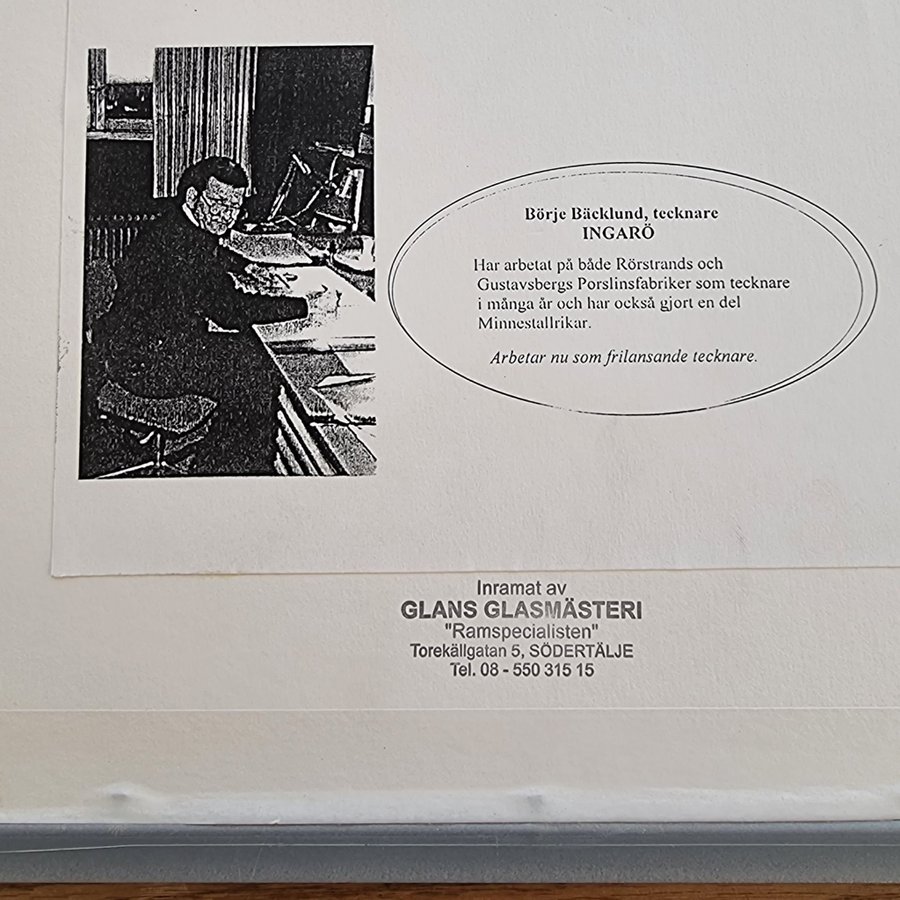 Börje Bäcklund, tecknare
INGARÖ
Har arbetat på både Rörstrands och
Gustavsbergs Porslinsfabriker som tecknare
i många år och har också gjort en del
Minnestallrikar.
Arbetar nu som frilansande tecknare.
Inramat av
GLANS GLASMÄSTERI
"Ramspecialisten"
Torekällgatan 5, SÖDERTÄLJE
Tel. 08 - 550 315 15